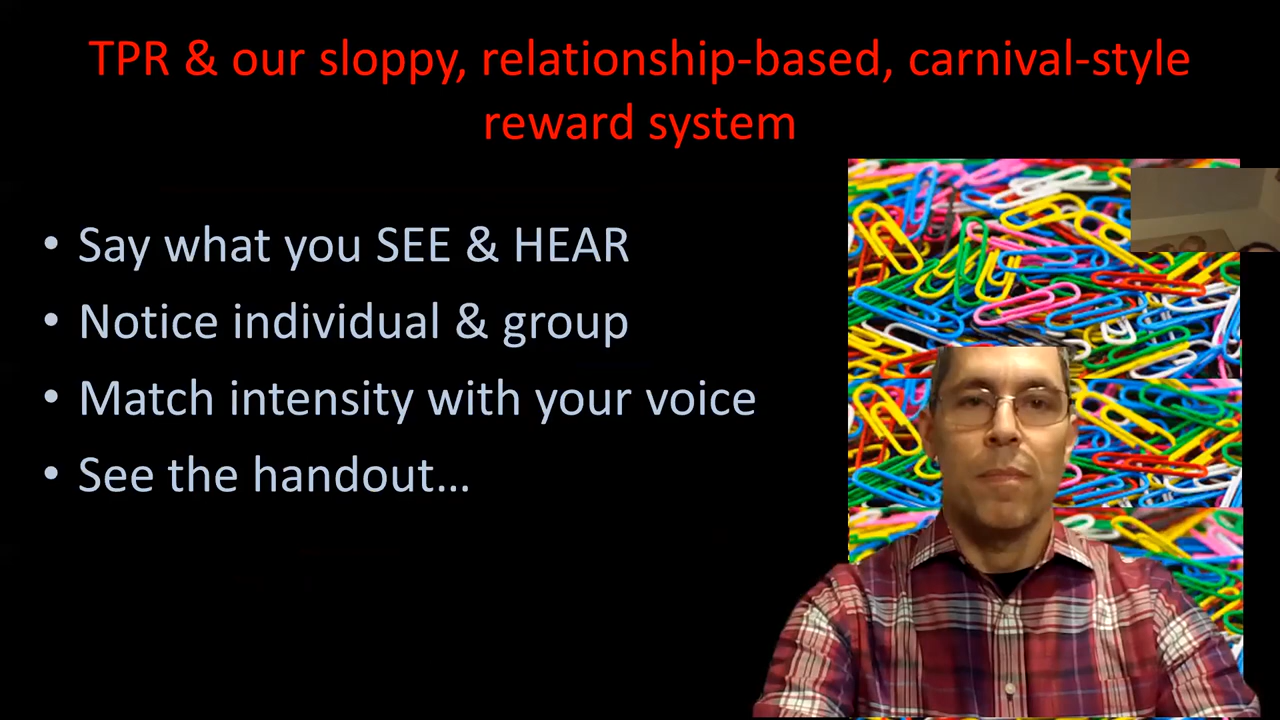 TPR & our sloppy, relationship-based, carnival-style
reward system
• Say what you SEE & HEAR
• Notice individual & group
• Match intensity with your voice
• See the handout…